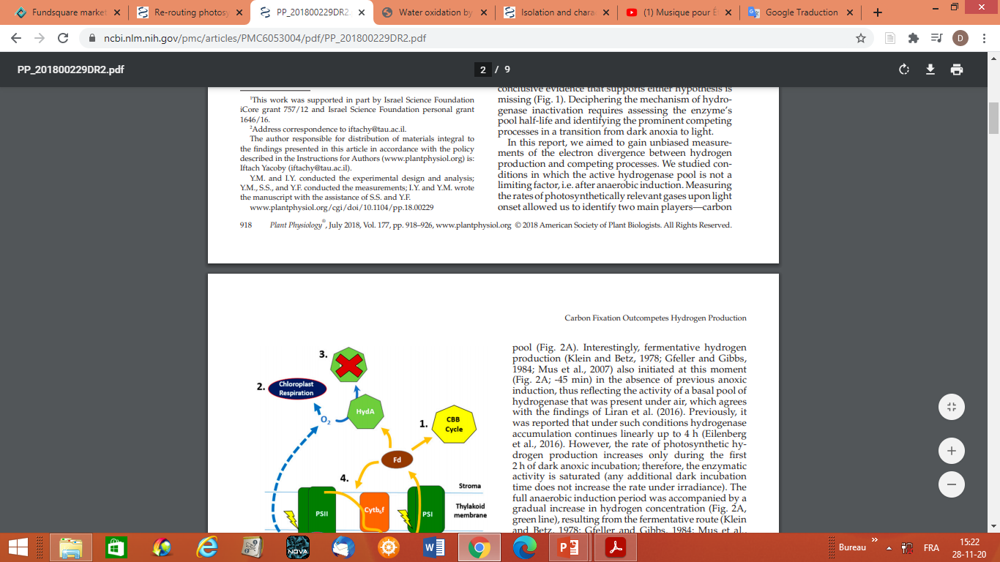 Fundsquare market
Re-routing photosy
PP_201800229DR2.
Water oxidation by
Isolation and chara
(1) Musique pour É
Google Traduction
ncbi.nlm.nih.gov/pmc/articles/PMC6053004/pdf/PP_201800229DR2.pdf
D
PP_201800229DR2.pdf
2 / 9
1This work was supported in part by Israel Science Foundation
iCore grant 757/12 and Israel Science Foundation personal grant
1646/16.
2Address correspondence to iftachy@tau.ac.il.
The author responsible for distribution of materials integral to
the findings presented in this article in accordance with the policy
described in the Instructions for Authors (www.plantphysiol.org) is:
Iftach Yacoby (iftachy@tau.ac.il).
Y.M. and I.Y. conducted the experimental design and analysis;
Y.M., S.S., and Y.F. conducted the measurements; I.Y. and Y.M. wrote
the manuscript with the assistance of S.S. and Y.F.
www.plantphysiol.org/cgi/doi/10.1104/pp.18.00229
conclusive evidence that supports either hypothesis is
missing (Fig. 1). Deciphering the mechanism of hydro-
genase inactivation requires assessing the enzyme's
pool half-life and identifying the prominent competing
processes in a transition from dark anoxia to light.
In this report, we aimed to gain unbiased measure-
ments of the electron divergence between hydrogen
production and competing processes. We studied con-
ditions in which the active hydrogenase pool is not a
limiting factor, i.e. after anaerobic induction. Measuring
the rates of photosynthetically relevant gases upon light
onset allowed us to identify two main players—carbon
918 Plant Physiology®, July 2018, Vol. 177, pp. 918–926, www.plantphysiol.org © 2018 American Society of Plant Biologists. All Rights Reserved.
Carbon Fixation Outcompetes Hydrogen Production
3.
2.
Chloroplast
Respiration
HydA
O2
1.
CBB
Cycle
Fd
4.
Stroma
PSII
Cytb6f
PSI
Thylakoid
membrane
pool (Fig. 2A). Interestingly, fermentative hydrogen
production (Klein and Betz, 1978; Gfeller and Gibbs,
1984; Mus et al., 2007) also initiated at this moment
(Fig. 2A; -45 min) in the absence of previous anoxic
induction, thus reflecting the activity of a basal pool of
hydrogenase that was present under air, which agrees
with the findings of Liran et al. (2016). Previously, it
was reported that under such conditions hydrogenase
accumulation continues linearly up to 4 h (Eilenberg
et al., 2016). However, the rate of photosynthetic hy-
drogen production increases only during the first
2 h of dark anoxic incubation; therefore, the enzymatic
activity is saturated (any additional dark incubation
time does not increase the rate under irradiance). The
full anaerobic induction period was accompanied by a
gradual increase in hydrogen concentration (Fig. 2A,
green line), resulting from the fermentative route (Klein
and Betz, 1978; Gfeller and Gibbs, 1984; Mus et al.,
NOVA
Bureau
FRA
15:22
28-11-20